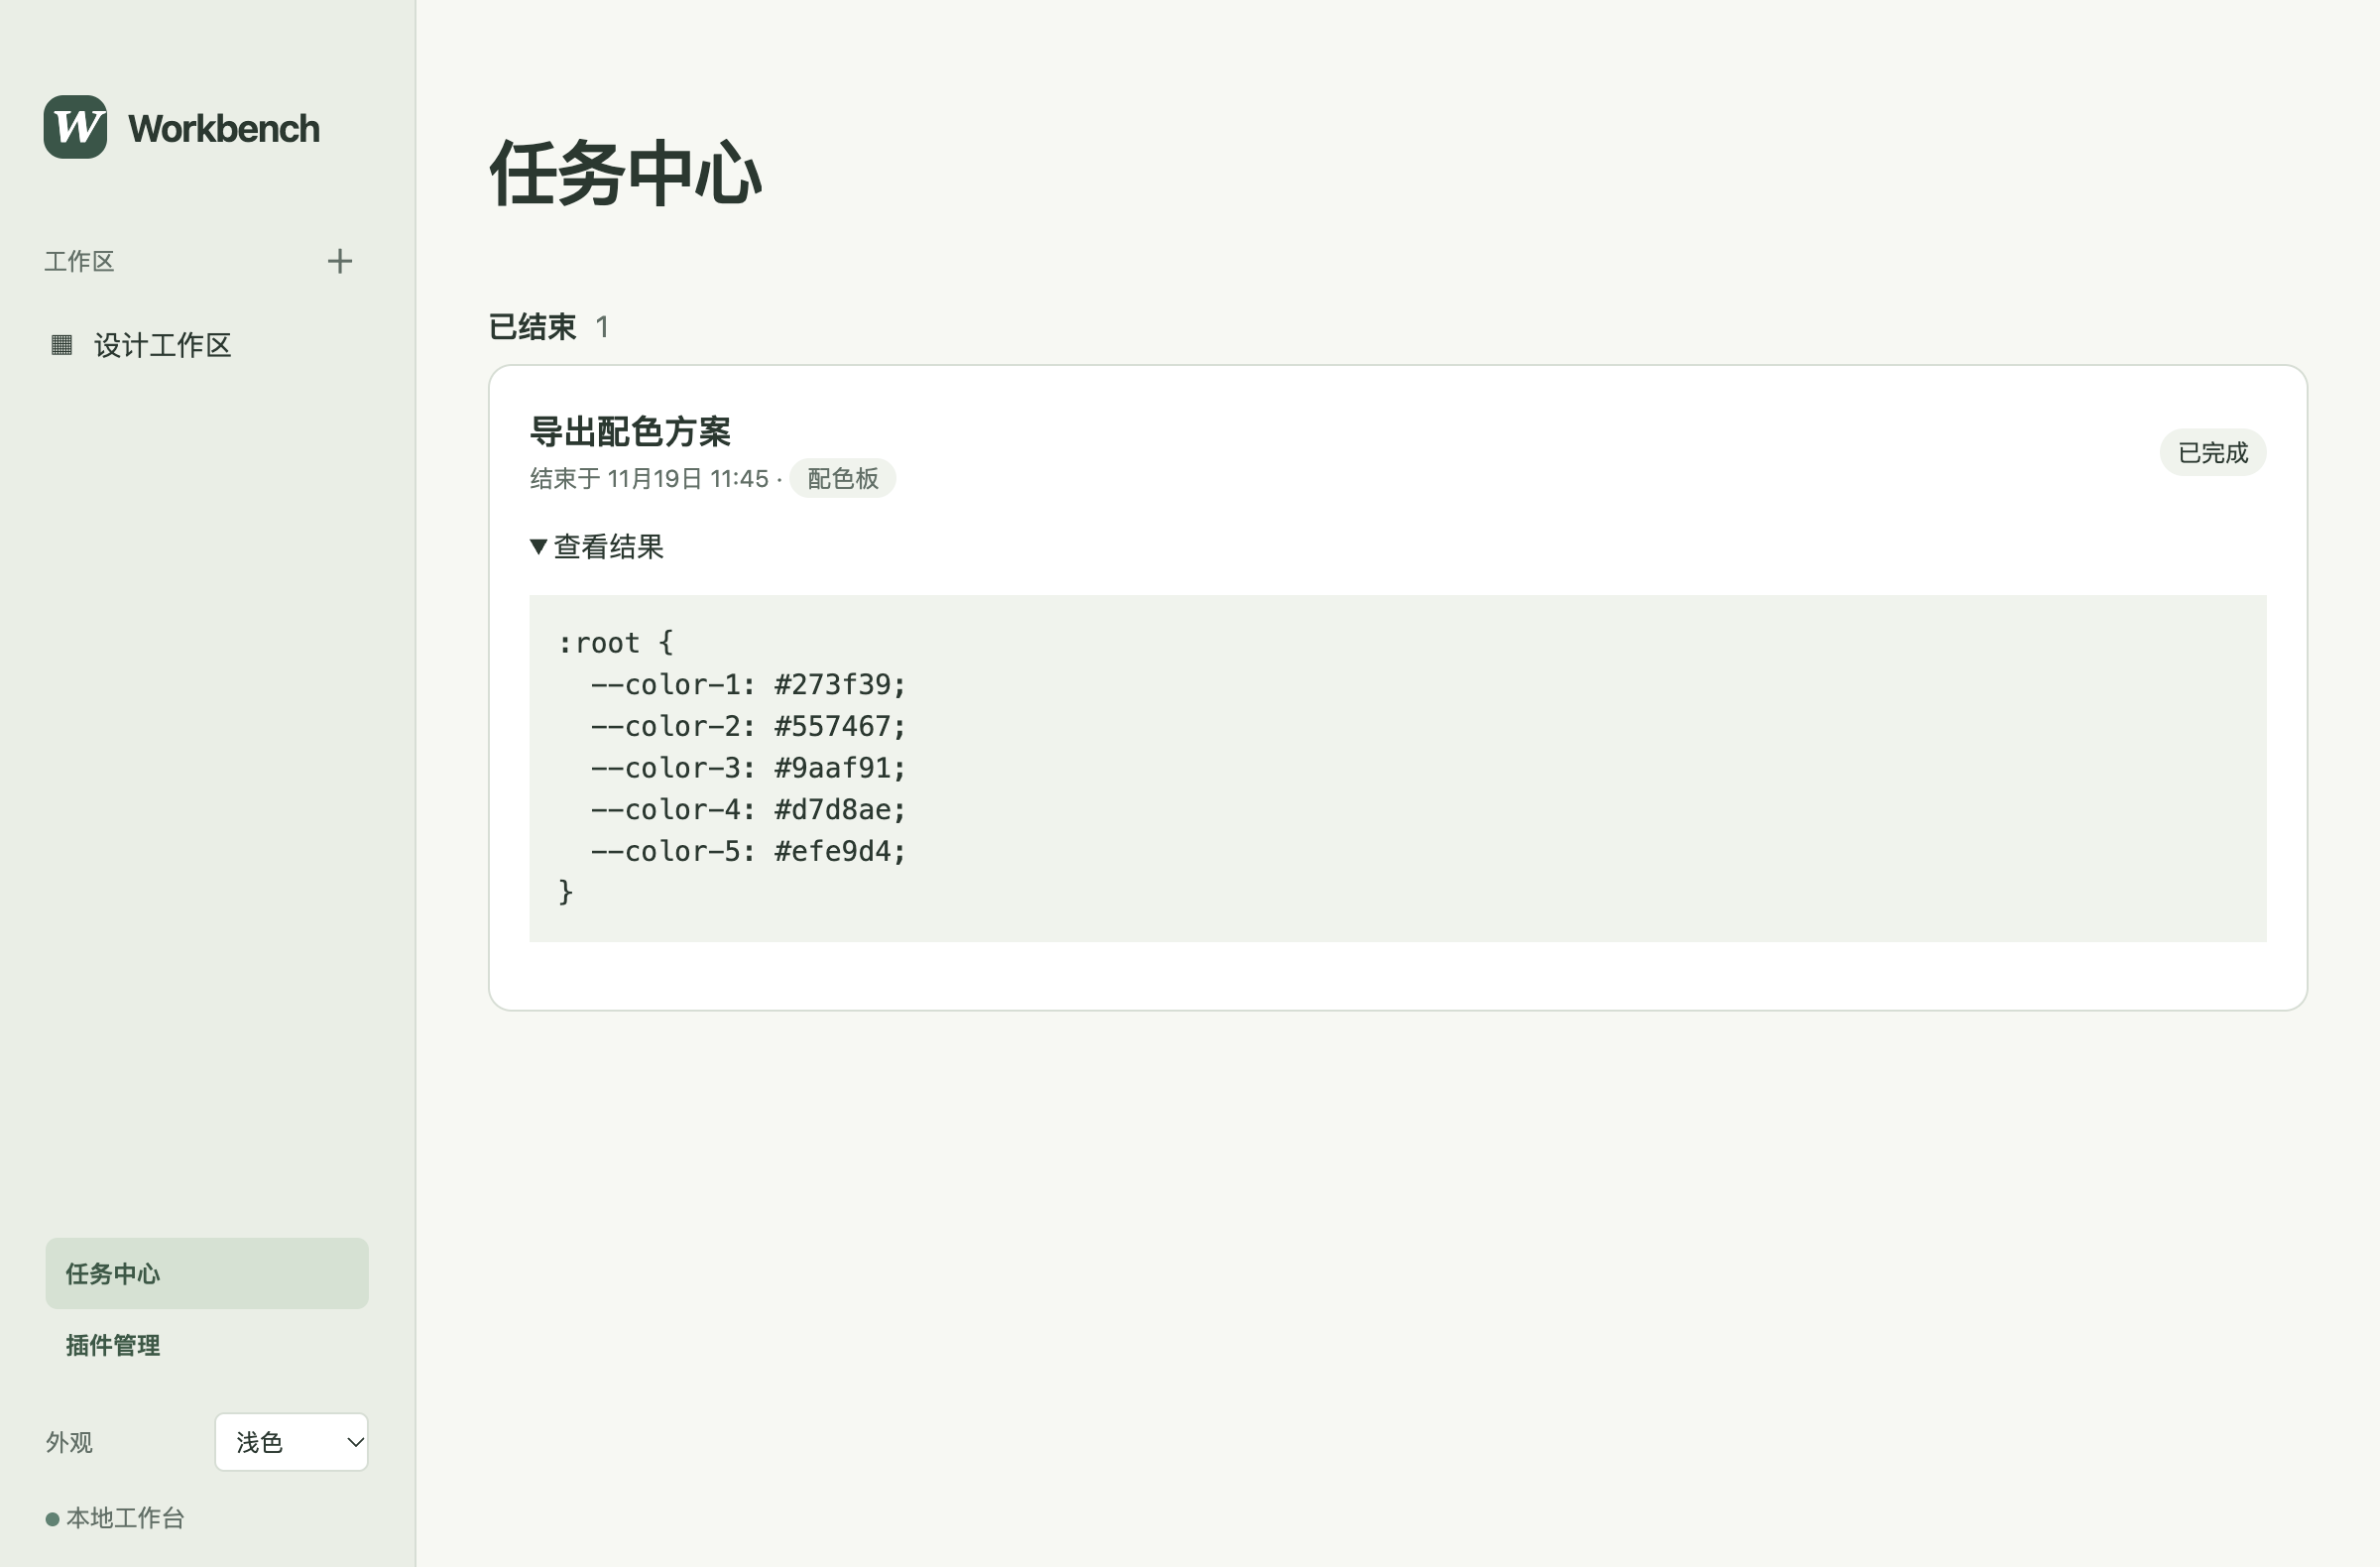 W Workbench
工作区 +
设计工作区
任务中心
插件管理
外观 浅色
本地工作台
任务中心
已结束 1
导出配色方案
结束于 11月19日 11:45 · 配色板
已完成
▼查看结果
:root {
  --color-1: #273f39;
  --color-2: #557467;
  --color-3: #9aaf91;
  --color-4: #d7d8ae;
  --color-5: #efe9d4;
}